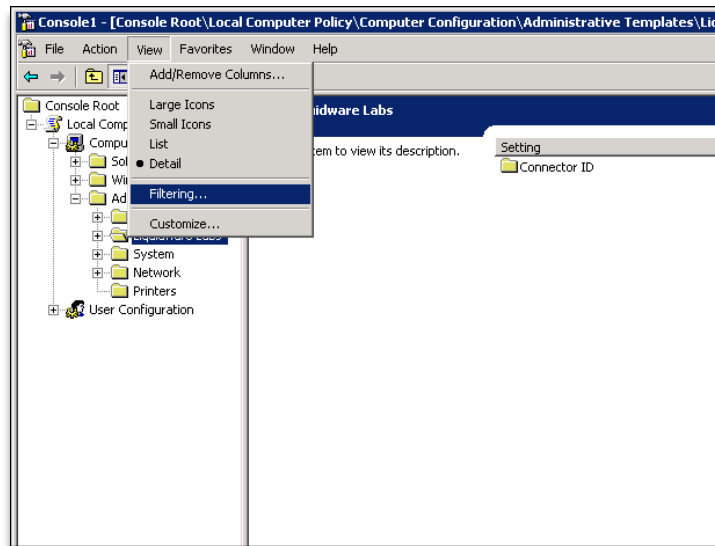 Console1 - [Console Root\Local Computer Policy\Computer Configuration\Administrative Templates\Li
File Action View Favorites Window Help
Add/Remove Columns...
Large Icons
Small Icons
List
Detail
Filtering...
Customize...
Console Root
Local Comp
Compu
Sol
Wi
Ad
System
Network
Printers
User Configuration
idware Labs
tem to view its description.
Setting
Connector ID